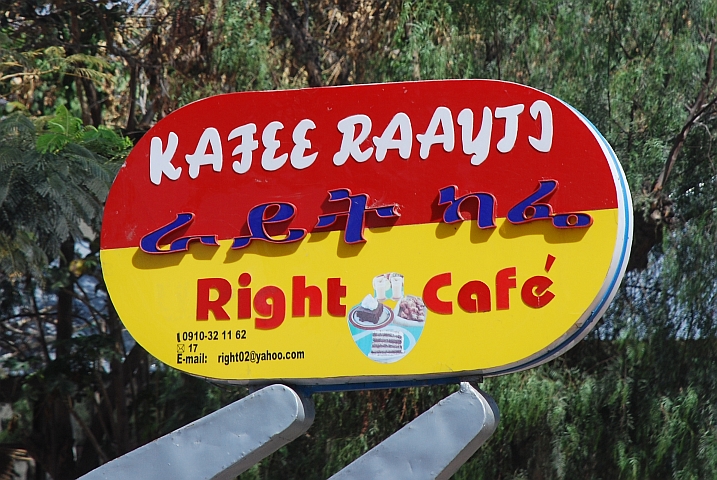 KAFEE RAAYTI
ራይት ካፌ
Right Café
0910-32 11 62
17
E-mail: right02@yahoo.com